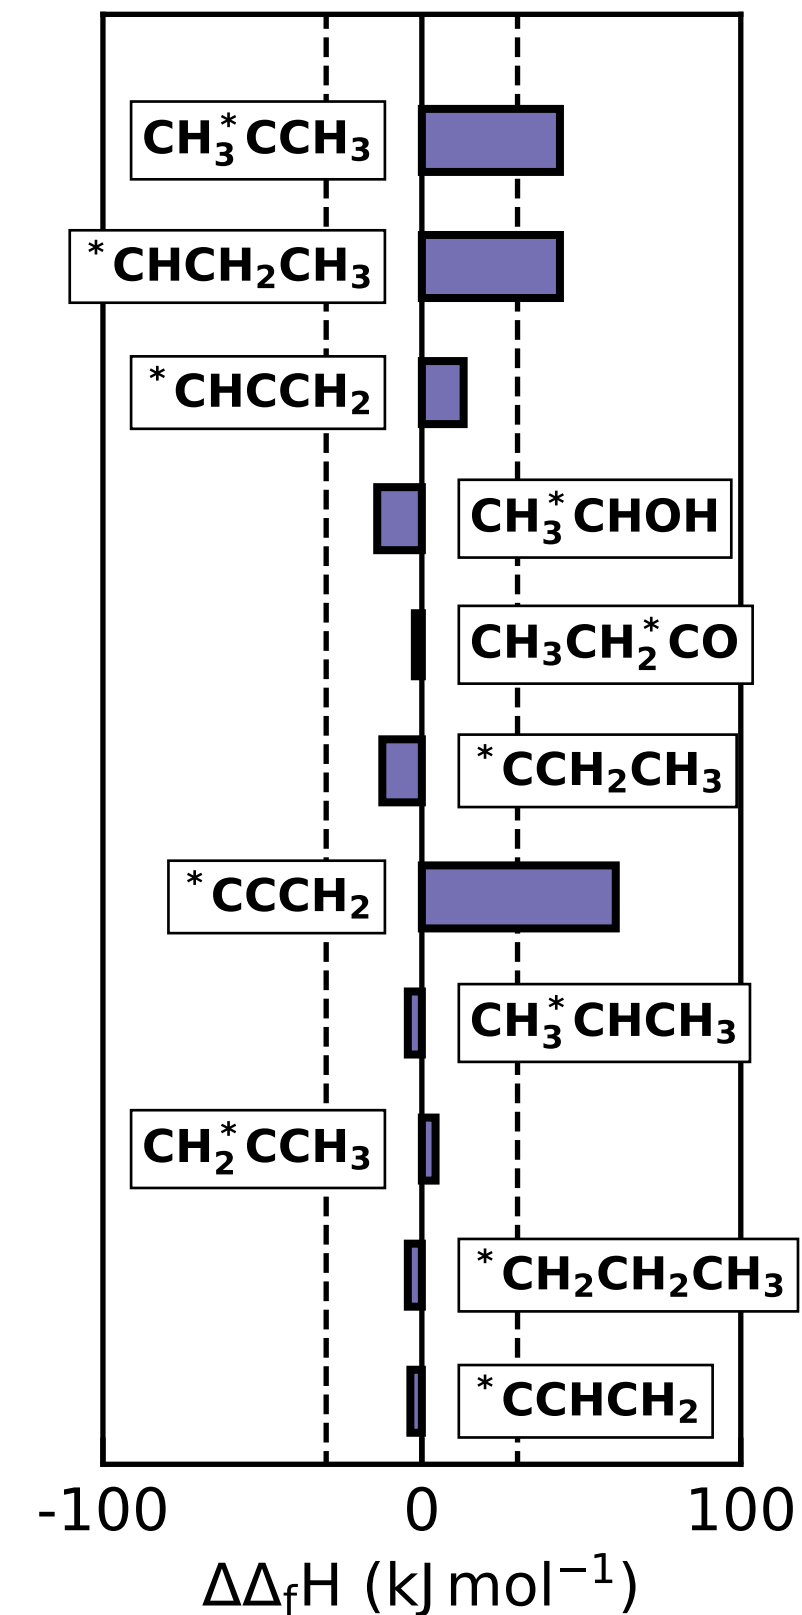 CH₃*CCH₃
*CHCH₂CH₃
*CHCCH₂
CH₃*CHOH
CH₃CH₂*CO
*CCH₂CH₃
*CCCH₂
CH₃*CHCH₃
CH₂*CCH₃
*CH₂CH₂CH₃
*CCHCH₂
-100 0 100
ΔΔfH (kJ mol⁻¹)